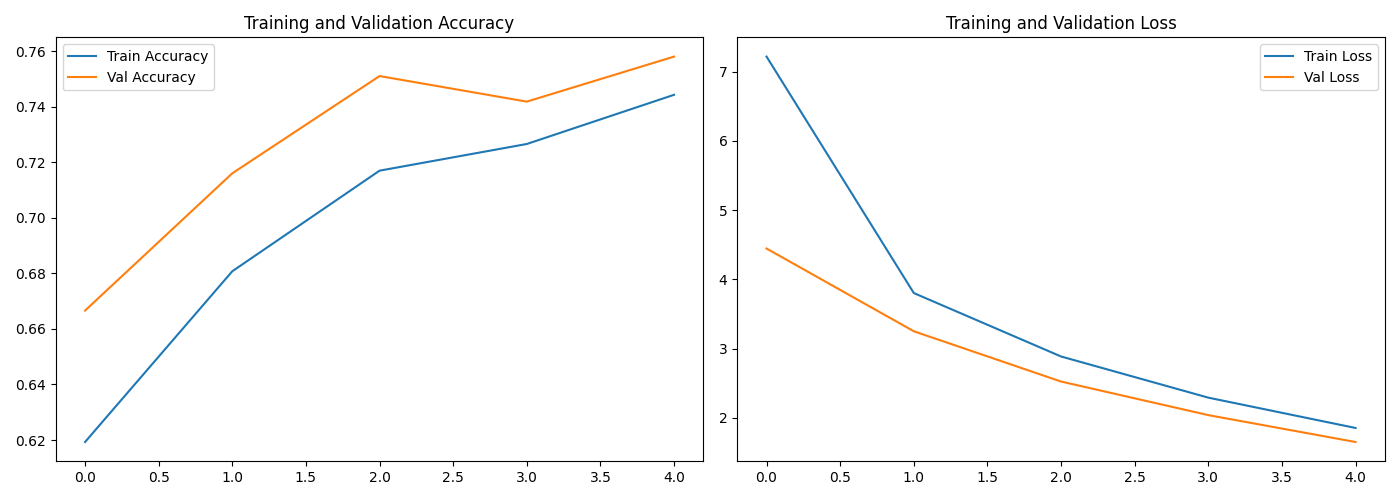 Training and Validation Accuracy
Train Accuracy
Val Accuracy
0.76
0.74
0.72
0.70
0.68
0.66
0.64
0.62
0.0 0.5 1.0 1.5 2.0 2.5 3.0 3.5 4.0
Training and Validation Loss
Train Loss
Val Loss
7
6
5
4
3
2
0.0 0.5 1.0 1.5 2.0 2.5 3.0 3.5 4.0